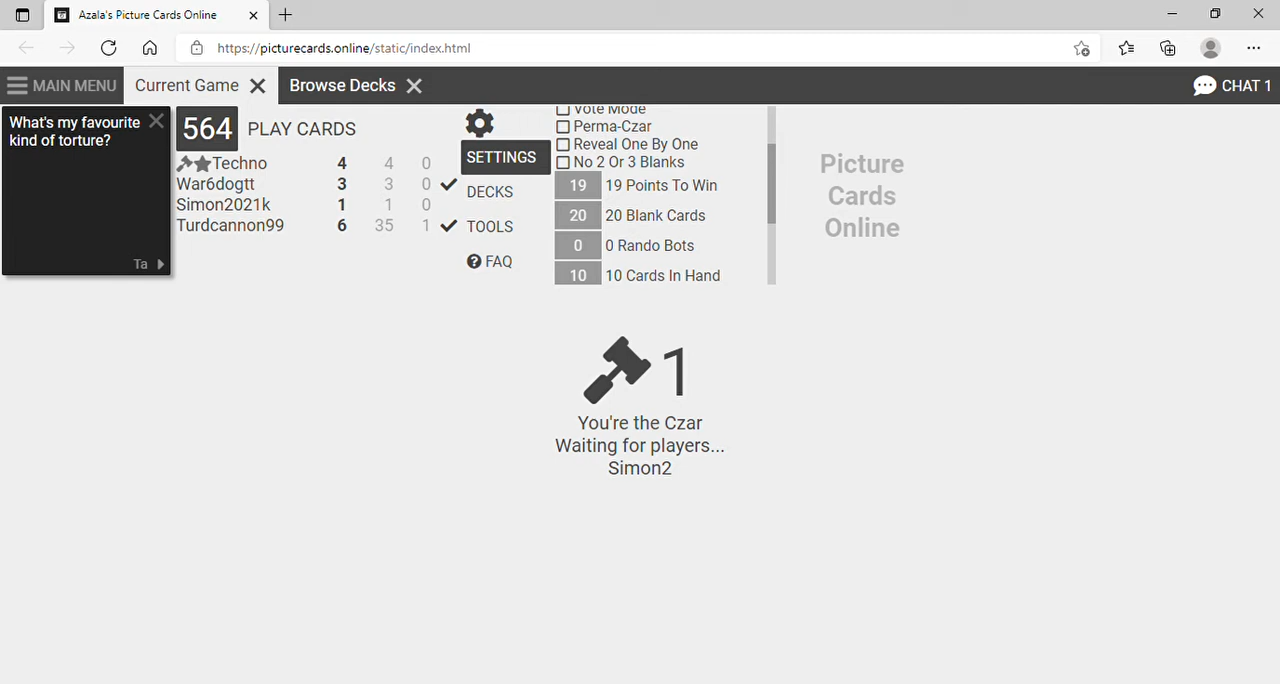 Azala's Picture Cards Online
https://picturecards.online/static/index.html
MAIN MENU
Current Game
Browse Decks
CHAT 1
What's my favourite
kind of torture?
Ta
564 PLAY CARDS
Techno 4 4 0
War6dogtt 3 3 0
Simon2021k 1 1 0
Turdcannon99 6 35 1
SETTINGS
DECKS
TOOLS
FAQ
Vote Mode
Perma-Czar
Reveal One By One
No 2 Or 3 Blanks
19 19 Points To Win
20 20 Blank Cards
0 0 Rando Bots
10 10 Cards In Hand
Picture
Cards
Online
1
You're the Czar
Waiting for players...
Simon2